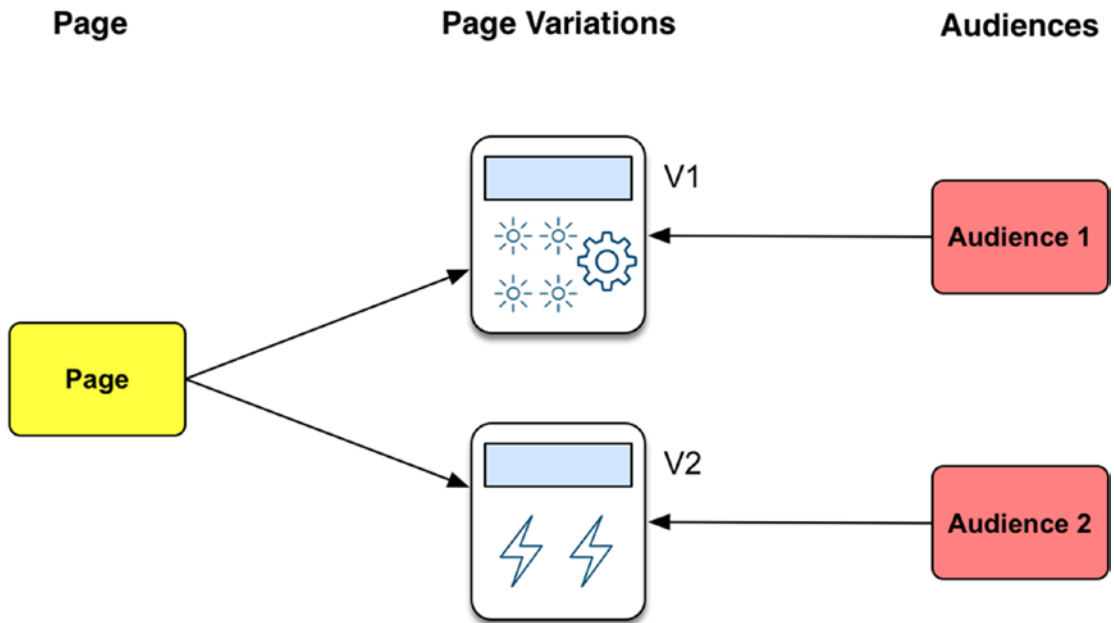 Page
Page Variations
Audiences
V1
Audience 1
Page
V2
Audience 2